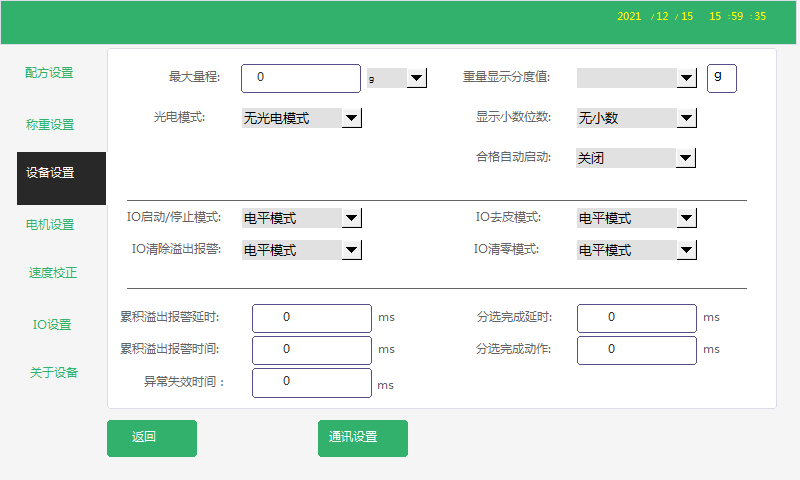 2021 / 12 / 15 15 : 59 : 35
配方设置
称重设置
设备设置
电机设置
速度校正
IO设置
关于设备
最大量程: 0 g 重量显示分度值: g
光电模式: 无光电模式 显示小数位数: 无小数
合格自动启动: 关闭
IO启动/停止模式: 电平模式 IO去皮模式: 电平模式
IO清除溢出报警: 电平模式 IO清零模式: 电平模式
累积溢出报警延时: 0 ms 分选完成延时: 0 ms
累积溢出报警时间: 0 ms 分选完成动作: 0 ms
异常失效时间： 0 ms
返回 通讯设置